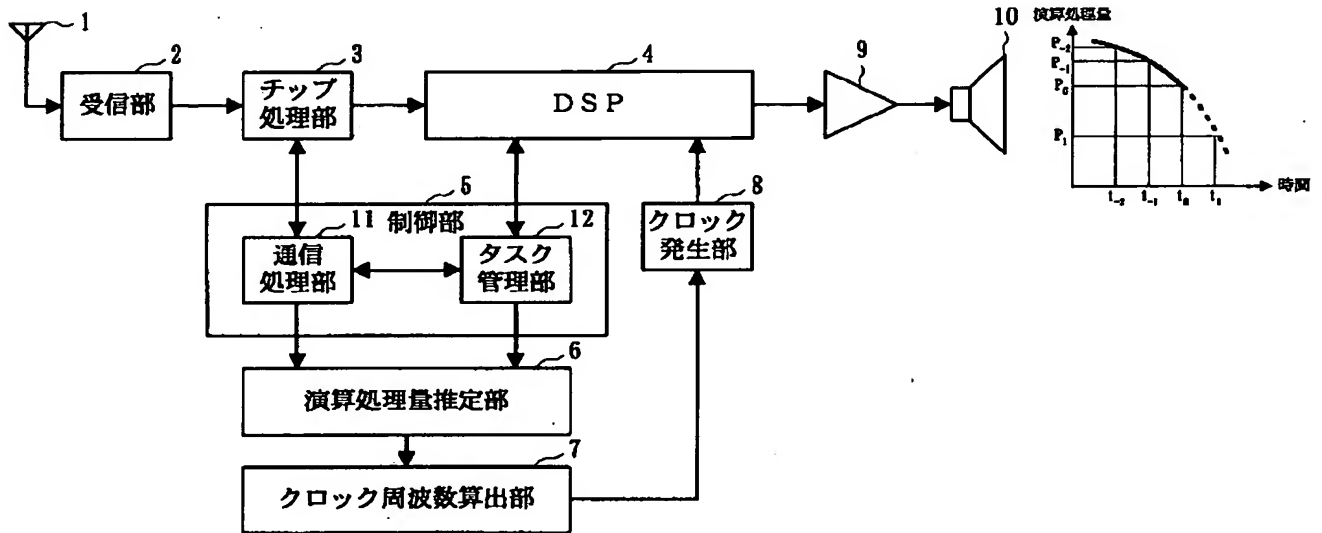 1
2
受信部
3
チップ
処理部
4
DSP
9
10
5
制御部
11
通信
処理部
12
タスク
管理部
8
クロック
発生部
6
演算処理量推定部
7
クロック周波数算出部
演算処理量
P₋₂
P₋₁
P₀
P₁
t₋₂
t₋₁
t₀
t₁
時間